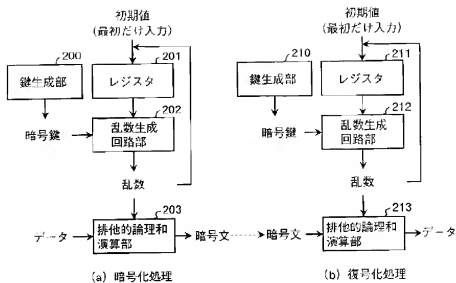 初期値
(最初だけ入力)
200
鍵生成部
201
レジスタ
202
暗号鍵
乱数生成
回路部
乱数
203
データ
排他的論理和
演算部
暗号文
(a) 暗号化処理
初期値
(最初だけ入力)
210
鍵生成部
211
レジスタ
212
暗号鍵
乱数生成
回路部
乱数
213
暗号文
排他的論理和
演算部
データ
(b) 復号化処理